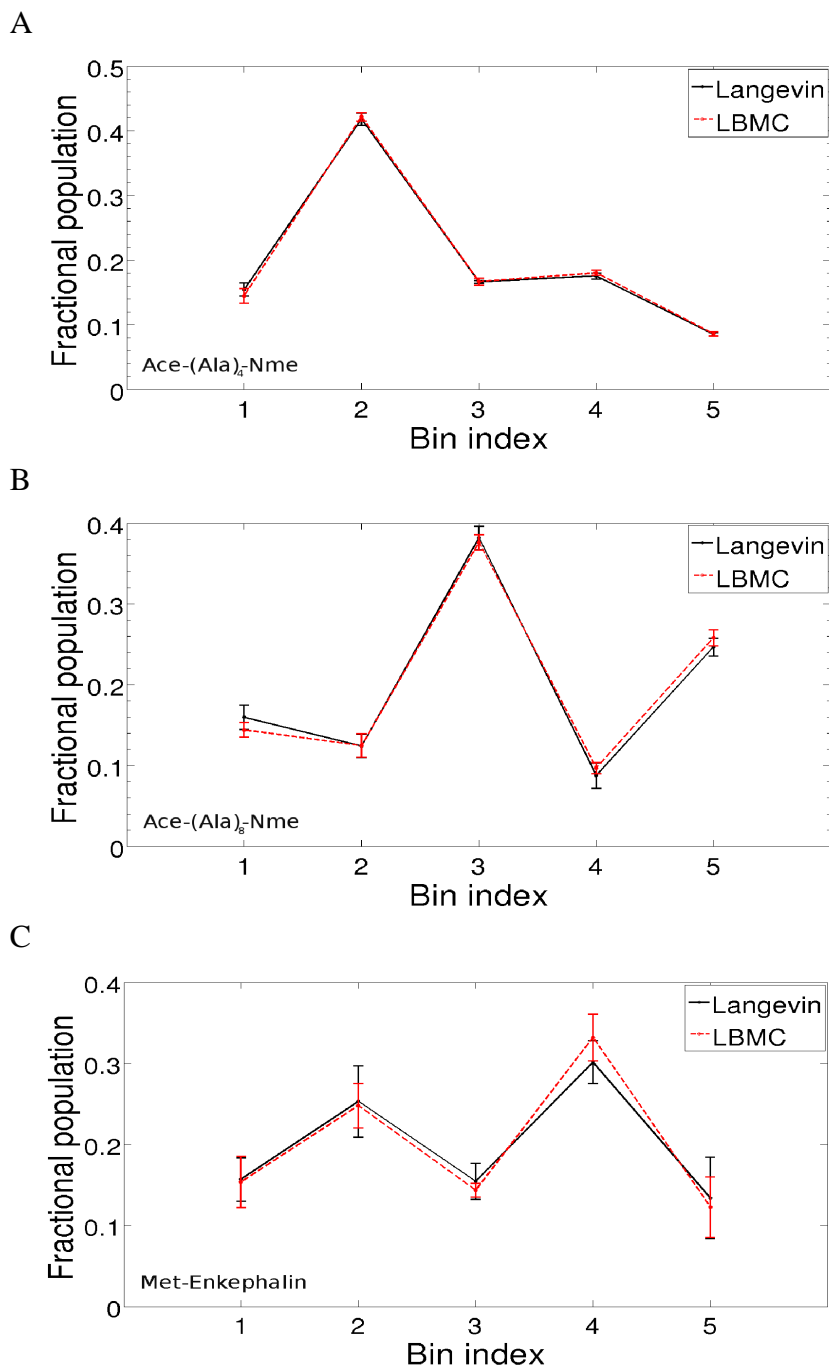 A
Fractional population
0.5
0.4
0.3
0.2
0.1
0
Langevin
LBMC
Ace-(Ala)₄-Nme
1 2 3 4 5
Bin index
B
Fractional population
0.4
0.3
0.2
0.1
0
Langevin
LBMC
Ace-(Ala)₈-Nme
1 2 3 4 5
Bin index
C
Fractional population
0.4
0.3
0.2
0.1
0
Langevin
LBMC
Met-Enkephalin
1 2 3 4 5
Bin index